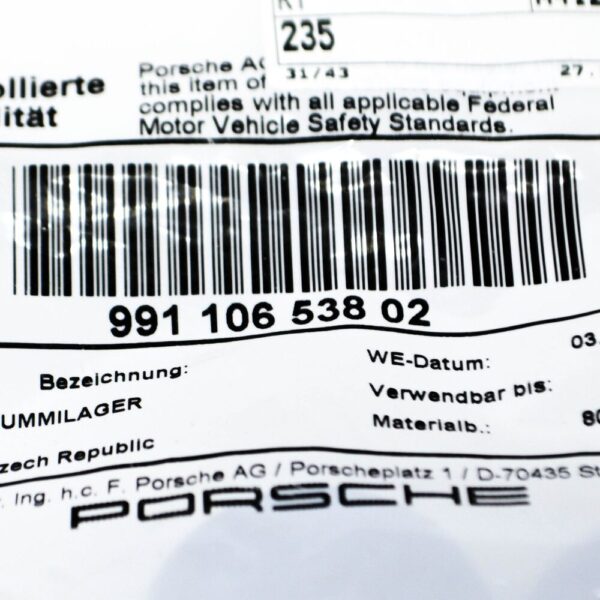 235
31/43 27.
ollierte
lität
Porsche AG
this item of
complies with all applicable Federal
Motor Vehicle Safety Standards.
991 106 538 02
Bezeichnung:
UMMILAGER
zech Republic
WE-Datum: 03.
Verwendbar bis:
Materialb.: 80
. Ing. h.c. F. Porsche AG / Porscheplatz 1 / D-70435 St
PORSCHE